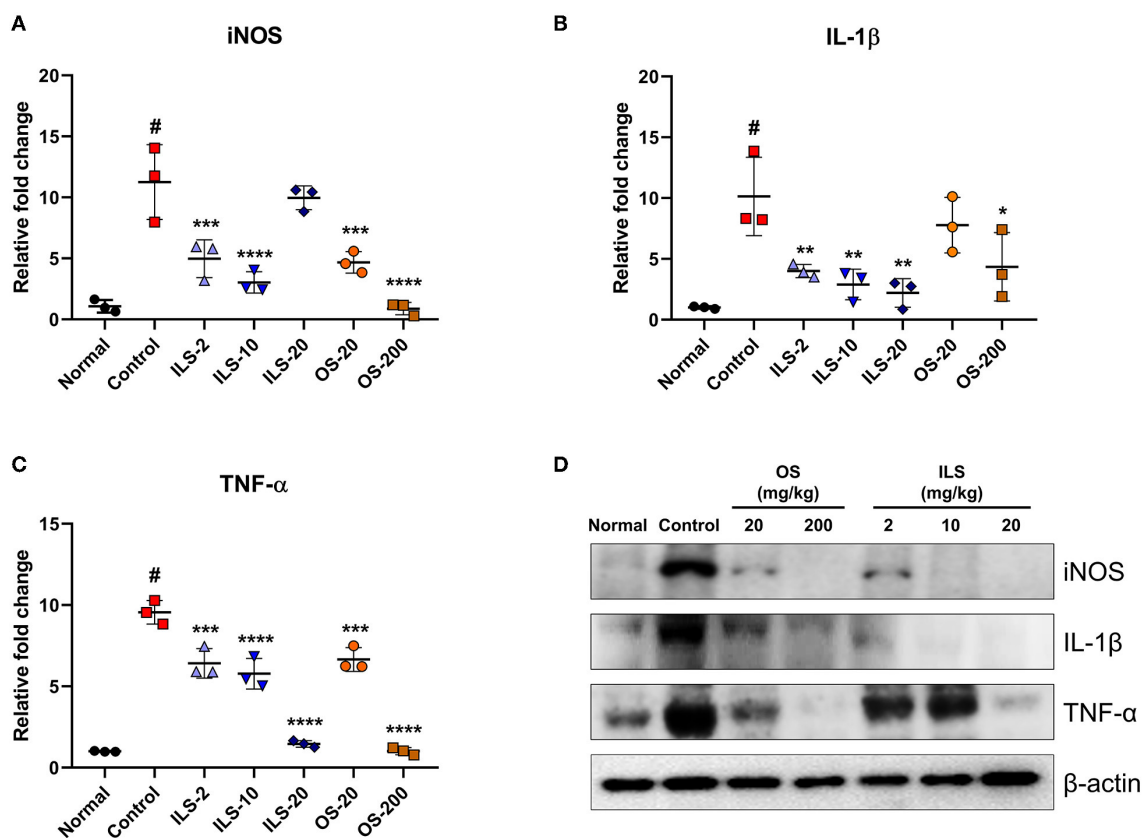 A
iNOS
Relative fold change
20
15
10
5
0
#
***
****
***
****
Normal
Control
ILS-2
ILS-10
ILS-20
OS-20
OS-200
B
IL-1β
Relative fold change
20
15
10
5
0
#
**
**
**
*
Normal
Control
ILS-2
ILS-10
ILS-20
OS-20
OS-200
C
TNF-α
Relative fold change
15
10
5
0
#
***
****
****
***
****
Normal
Control
ILS-2
ILS-10
ILS-20
OS-20
OS-200
D
OS ILS
(mg/kg) (mg/kg)
Normal Control 20 200 2 10 20
iNOS
IL-1β
TNF-α
β-actin